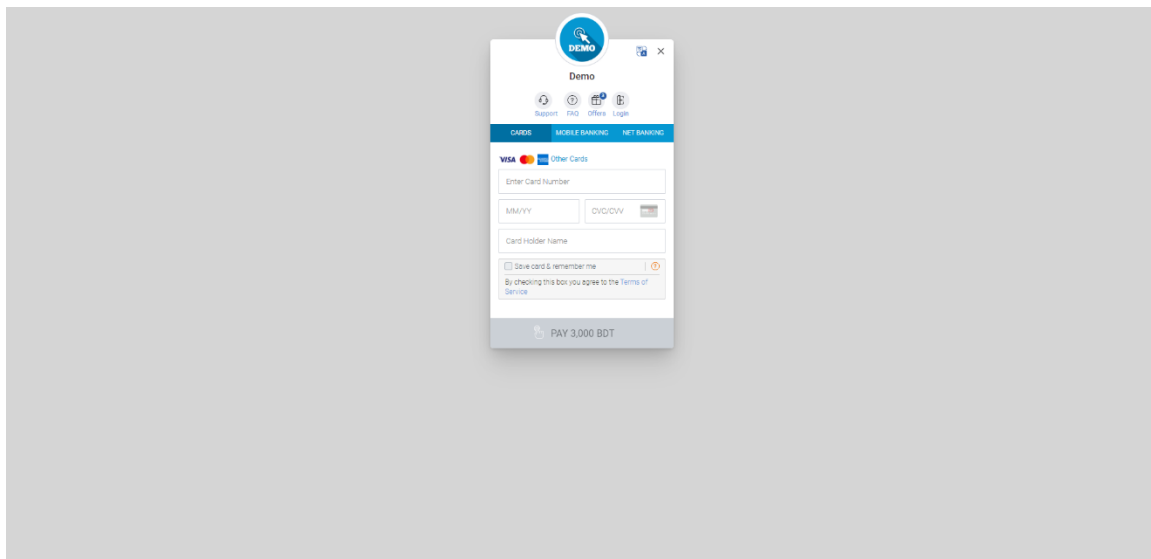 DEMO
Demo
Support FAQ Offers Login
CARDS MOBILE BANKING NET BANKING
VISA Other Cards
Enter Card Number
MM/YY CVC/CVV
Card Holder Name
Save card & remember me ?
By checking this box you agree to the Terms of
Service
PAY 3,000 BDT